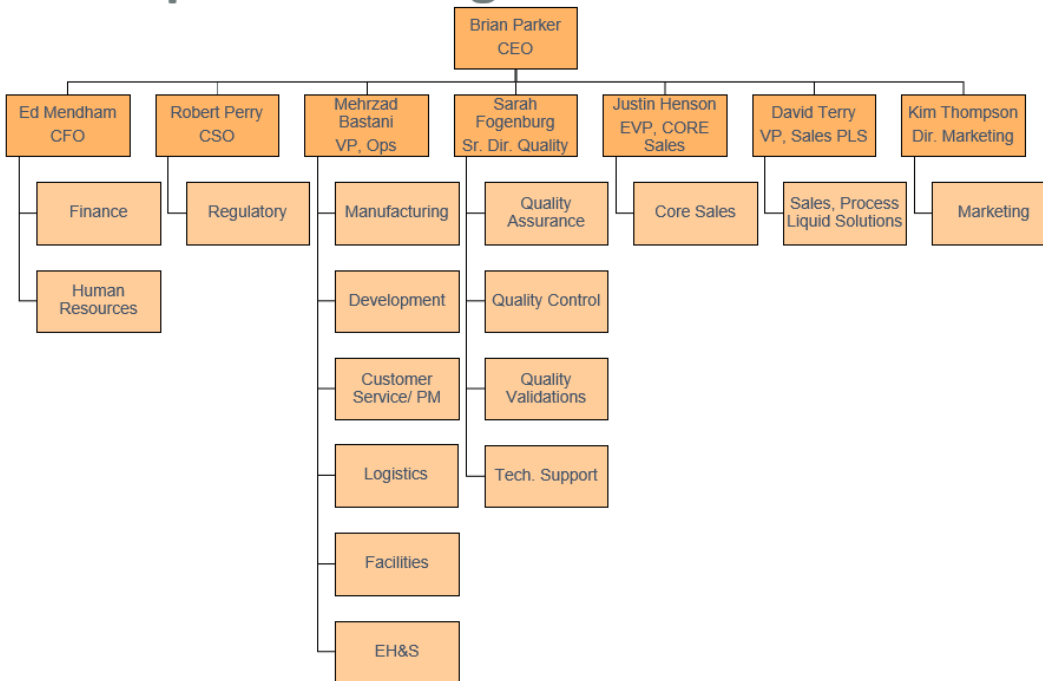 Brian Parker
CEO
Ed Mendham
CFO
Robert Perry
CSO
Mehrzad
Bastani
VP, Ops
Sarah
Fogenburg
Sr. Dir. Quality
Justin Henson
EVP, CORE
Sales
David Terry
VP, Sales PLS
Kim Thompson
Dir. Marketing
Finance
Human
Resources
Regulatory
Manufacturing
Development
Customer
Service/ PM
Logistics
Facilities
EH&S
Quality
Assurance
Quality Control
Quality
Validations
Tech. Support
Core Sales
Sales, Process
Liquid Solutions
Marketing